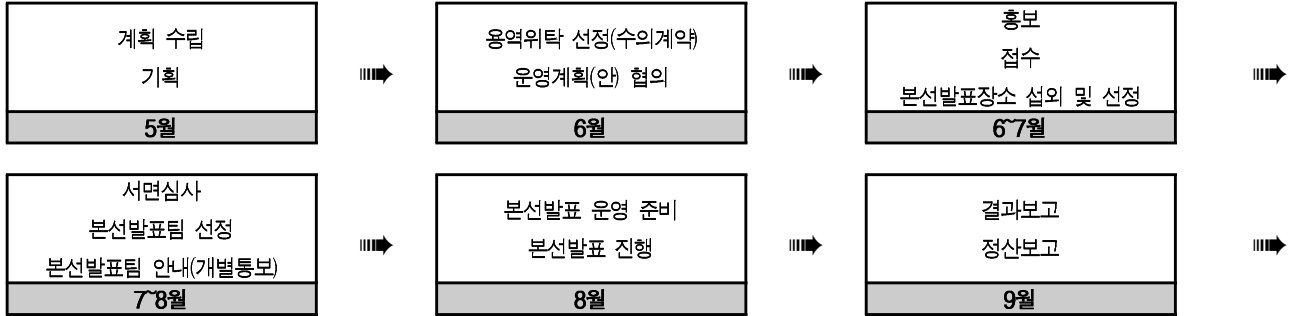 계획 수립
기획
5월
용역위탁 선정(수의계약)
운영계획(안) 협의
6월
홍보
접수
본선발표장소 섭외 및 선정
6~7월
서면심사
본선발표팀 선정
본선발표팀 안내(개별통보)
7~8월
본선발표 운영 준비
본선발표 진행
8월
결과보고
정산보고
9월